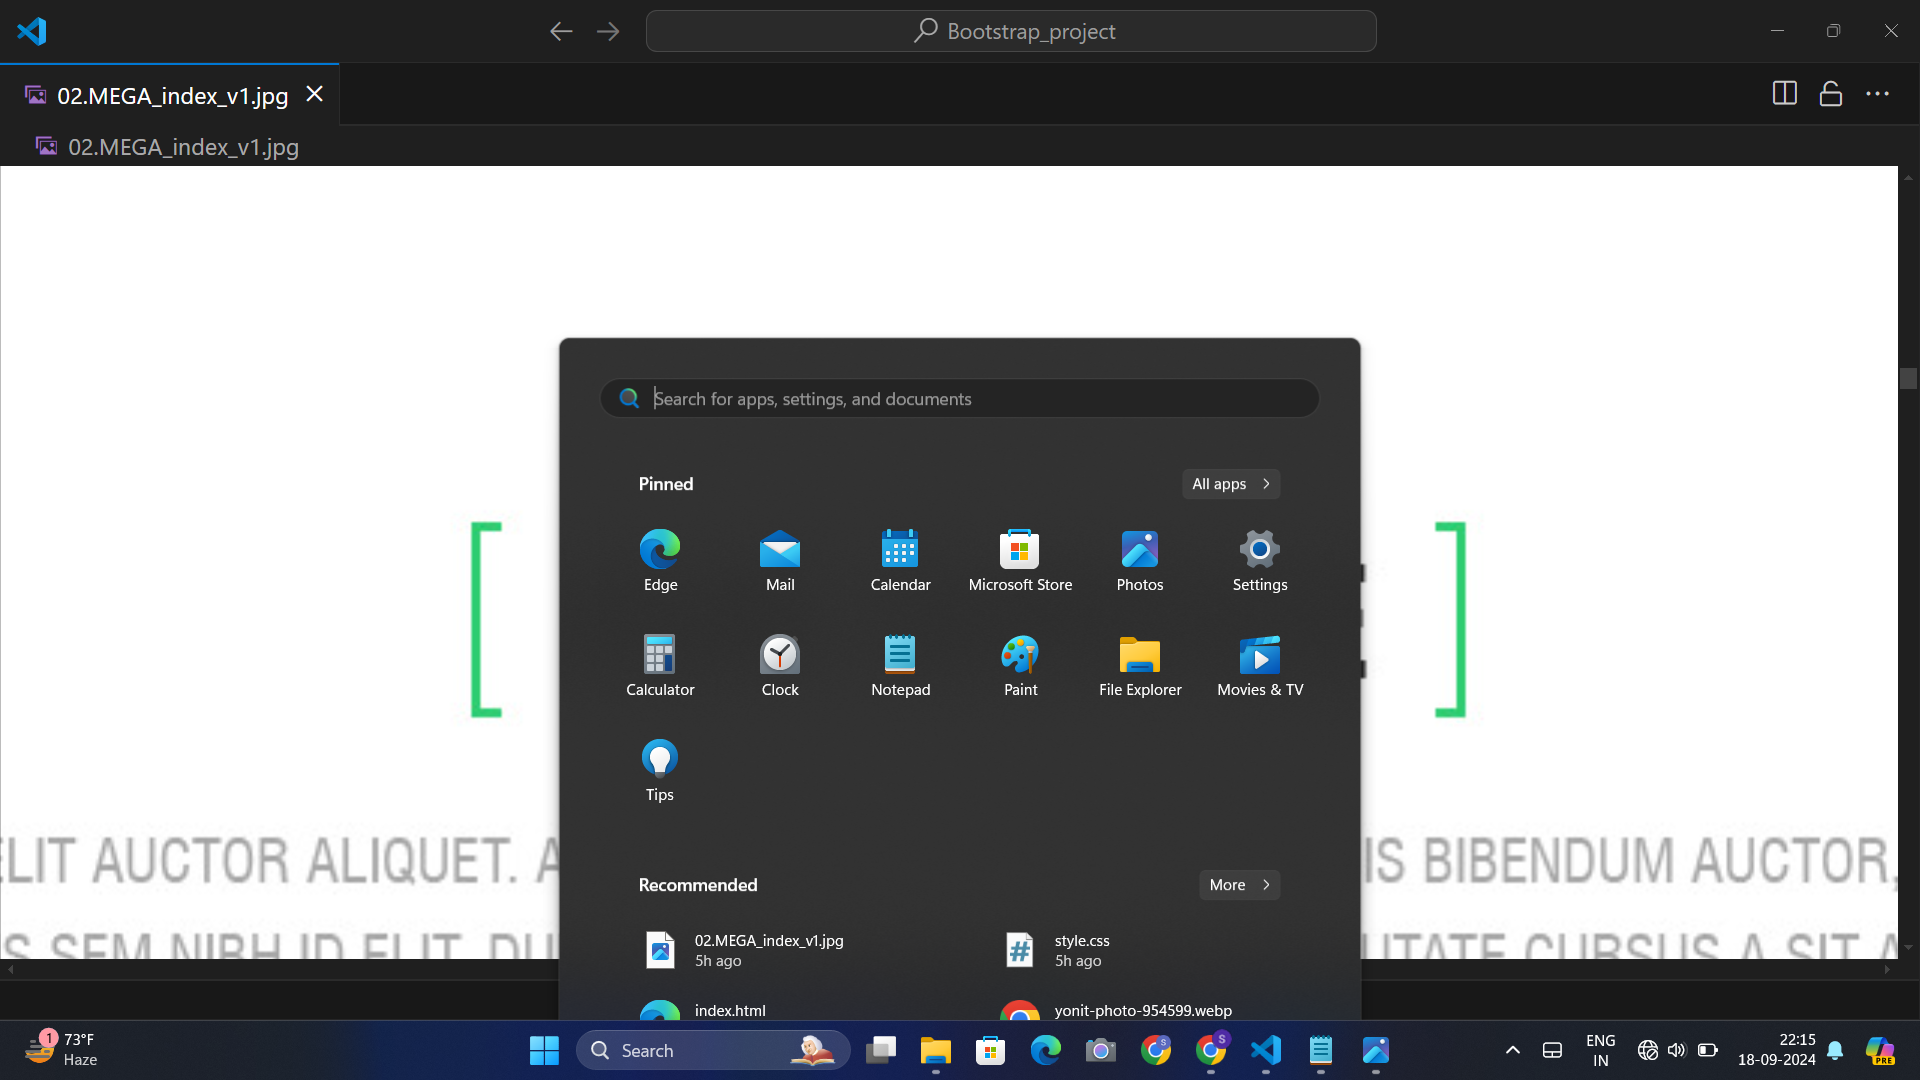 Bootstrap_project
02.MEGA_index_v1.jpg
02.MEGA_index_v1.jpg
Search for apps, settings, and documents
Pinned
All apps
Edge
Mail
Calendar
Microsoft Store
Photos
Settings
Calculator
Clock
Notepad
Paint
File Explorer
Movies & TV
Tips
ELIT AUCTOR ALIQUET. A
IS BIBENDUM AUCTOR,
Recommended
More
02.MEGA_index_v1.jpg
5h ago
style.css
5h ago
S SEM NIBH ID ELIT. DU
ITATE CURSUS A SIT A
index.html
yonit-photo-954599.webp
1
73°F
Haze
Search
S
S
ENG
IN
22:15
18-09-2024
PRE